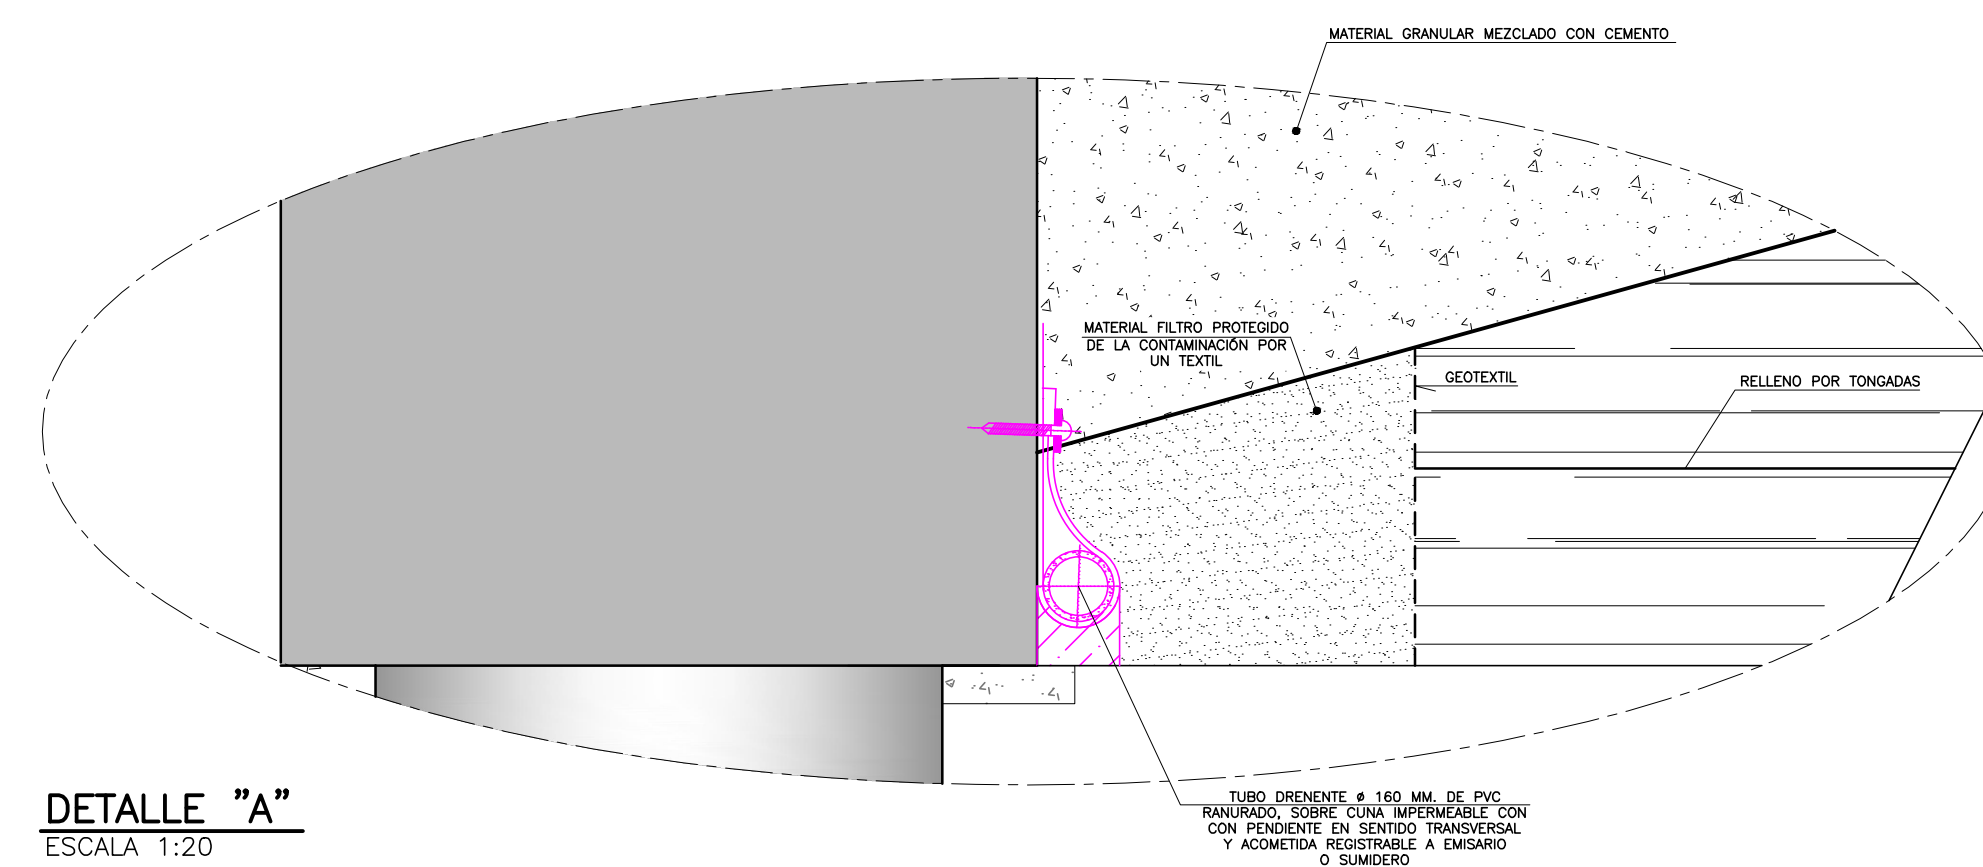 MATERIAL GRANULAR MEZCLADO CON CEMENTO
MATERIAL FILTRO PROTEGIDO
DE LA CONTAMINACIÓN POR
UN TEXTIL
GEOTEXTIL
RELLENO POR TONGADAS
TUBO DRENENTE ø 160 MM. DE PVC
RANURADO, SOBRE CUNA IMPERMEABLE CON
CON PENDIENTE EN SENTIDO TRANSVERSAL
Y ACOMETIDA REGISTRABLE A EMISARIO
O SUMIDERO
DETALLE "A"
ESCALA 1:20